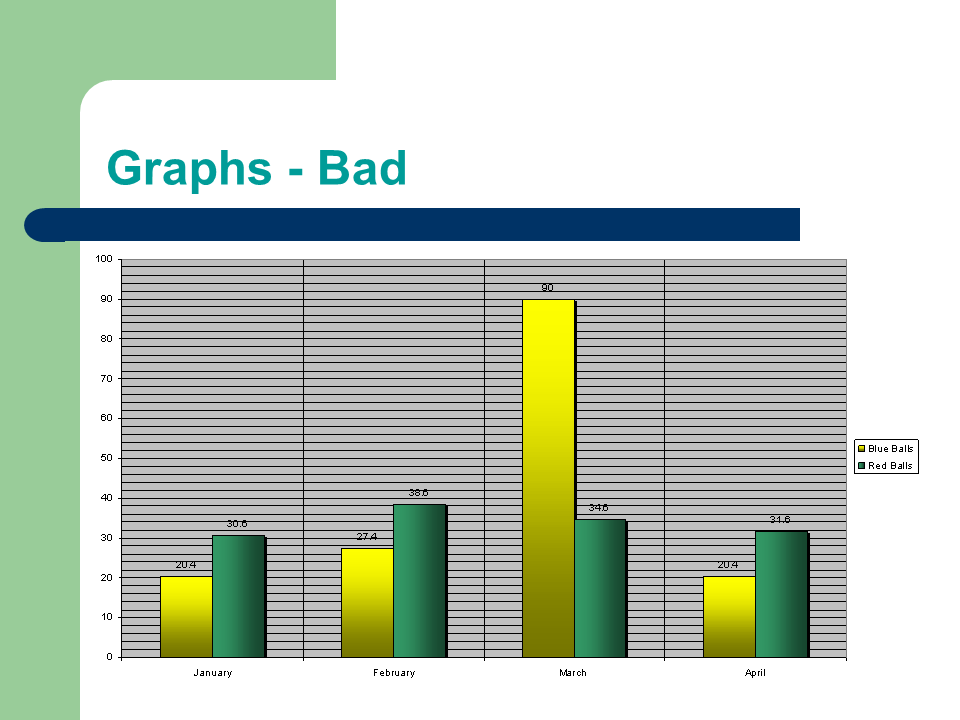 Graphs - Bad
100
90
80
70
60
50
40
30
20
10
0
20.4
30.6
27.4
38.6
90
34.6
20.4
31.6
January
February
March
April
Blue Balls
Red Balls